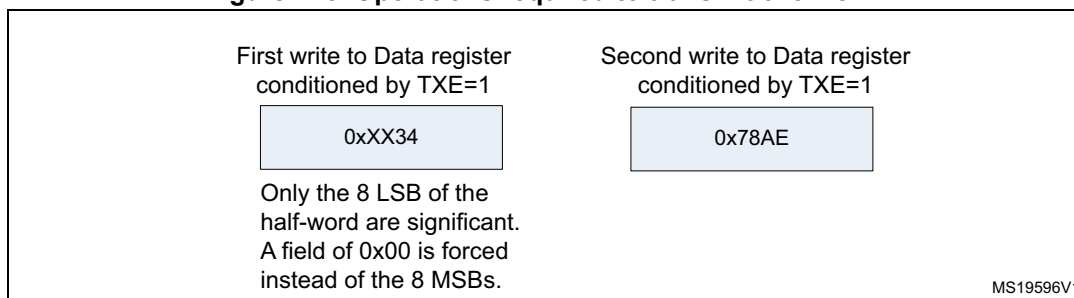 First write to Data register
conditioned by TXE=1
0xXX34
Only the 8 LSB of the
half-word are significant.
A field of 0x00 is forced
instead of the 8 MSBs.
Second write to Data register
conditioned by TXE=1
0x78AE
MS19596V1